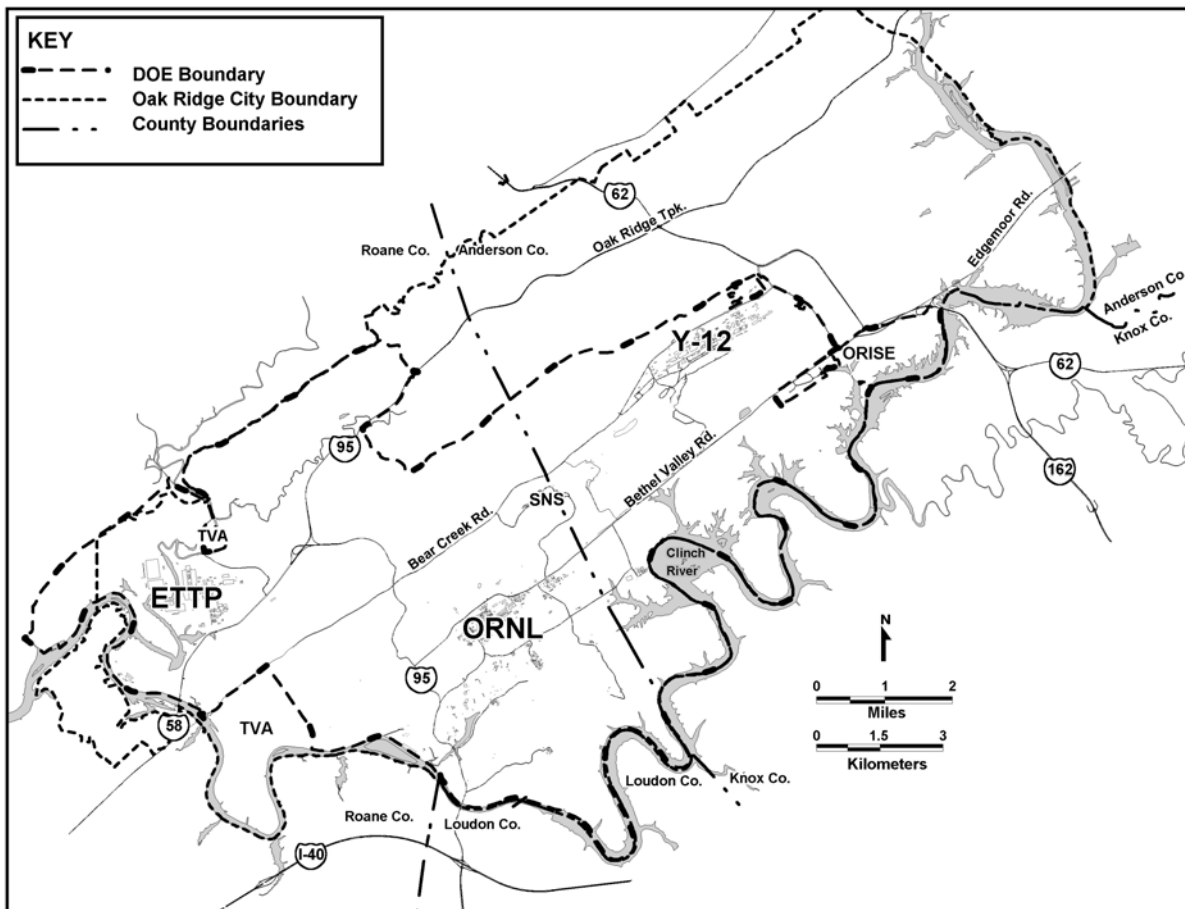 KEY
DOE Boundary
Oak Ridge City Boundary
County Boundaries
62
Oak Ridge Tpk.
Edgemoor Rd.
Roane Co.
Anderson Co.
Anderson Co.
Knox Co.
Y-12
ORISE
62
95
162
Bethel Valley Rd.
SNS
Bear Creek Rd.
TVA
Clinch
River
ETTP
ORNL
N
95
0 1 2
Miles
58
TVA
0 1.5 3
Kilometers
Loudon Co.
Knox Co.
Roane Co.
Loudon Co.
I-40